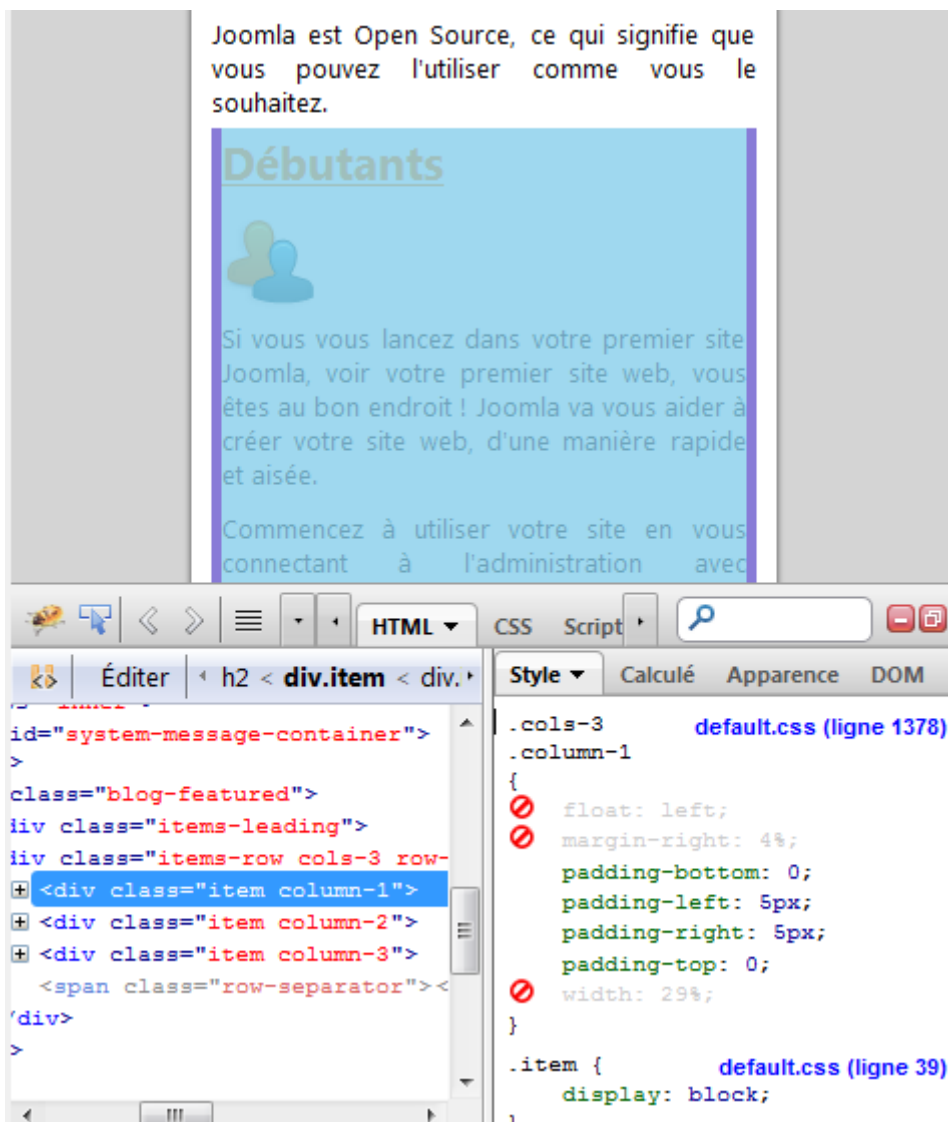 Joomla est Open Source, ce qui signifie que
vous pouvez l'utiliser comme vous le
souhaitez.
Débutants
Si vous vous lancez dans votre premier site
Joomla, voir votre premier site web, vous
êtes au bon endroit ! Joomla va vous aider à
créer votre site web, d'une manière rapide
et aisée.
Commencez à utiliser votre site en vous
connectant à l'administration avec
HTML CSS Script
Éditer h2 < div.item < div.
id="system-message-container">
>
class="blog-featured">
iv class="items-leading">
iv class="items-row cols-3 row-
<div class="item column-1">
<div class="item column-2">
<div class="item column-3">
<span class="row-separator"><
/div>
>
Style Calculé Apparence DOM
.cols-3 default.css (ligne 1378)
.column-1
{
float: left;
margin-right: 4%;
padding-bottom: 0;
padding-left: 5px;
padding-right: 5px;
padding-top: 0;
width: 29%;
}
.item { default.css (ligne 39)
display: block;